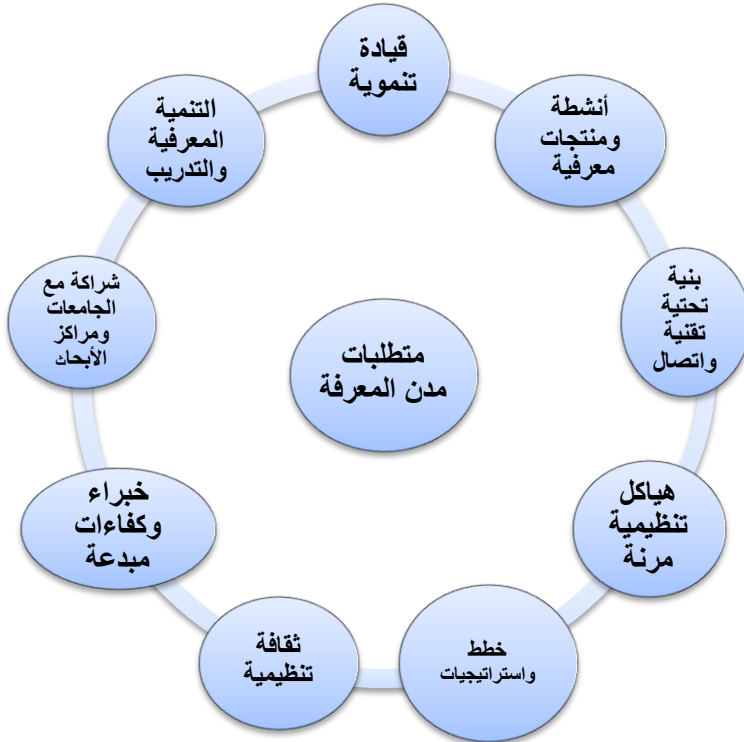 قيادة
تنموية
أنشطة
ومنتجات
معرفية
بنية
تحتية
تقنية
واتصال
هياكل
تنظيمية
مرنة
خطط
واستراتيجيات
ثقافة
تنظيمية
خبراء
وكفاءات
مبدعة
شراكة مع
الجامعات
ومراكز
الأبحاث
التنمية
المعرفية
والتدريب
متطلبات
مدن المعرفة